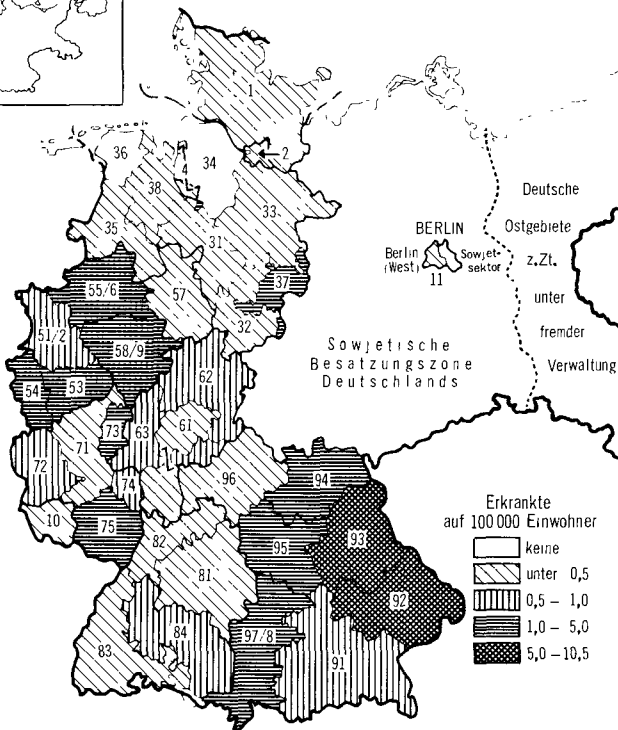 1
36
34
2
4
38
33
35
31
Deutsche
Ostgebiete
z.Zt.
unter
fremder
Verwaltung
BERLIN
Berlin
(West)
Sowjet-
sektor
11
37
55/6
57
32
51/2
58/9
Sowjetische
Besatzungszone
Deutschlands
62
54
53
73
63
61
71
72
74
96
94
10
75
82
95
93
81
92
84
97/8
83
91
Erkrankte
auf 100 000 Einwohner
keine
unter 0,5
0,5 – 1,0
1,0 – 5,0
5,0 – 10,5